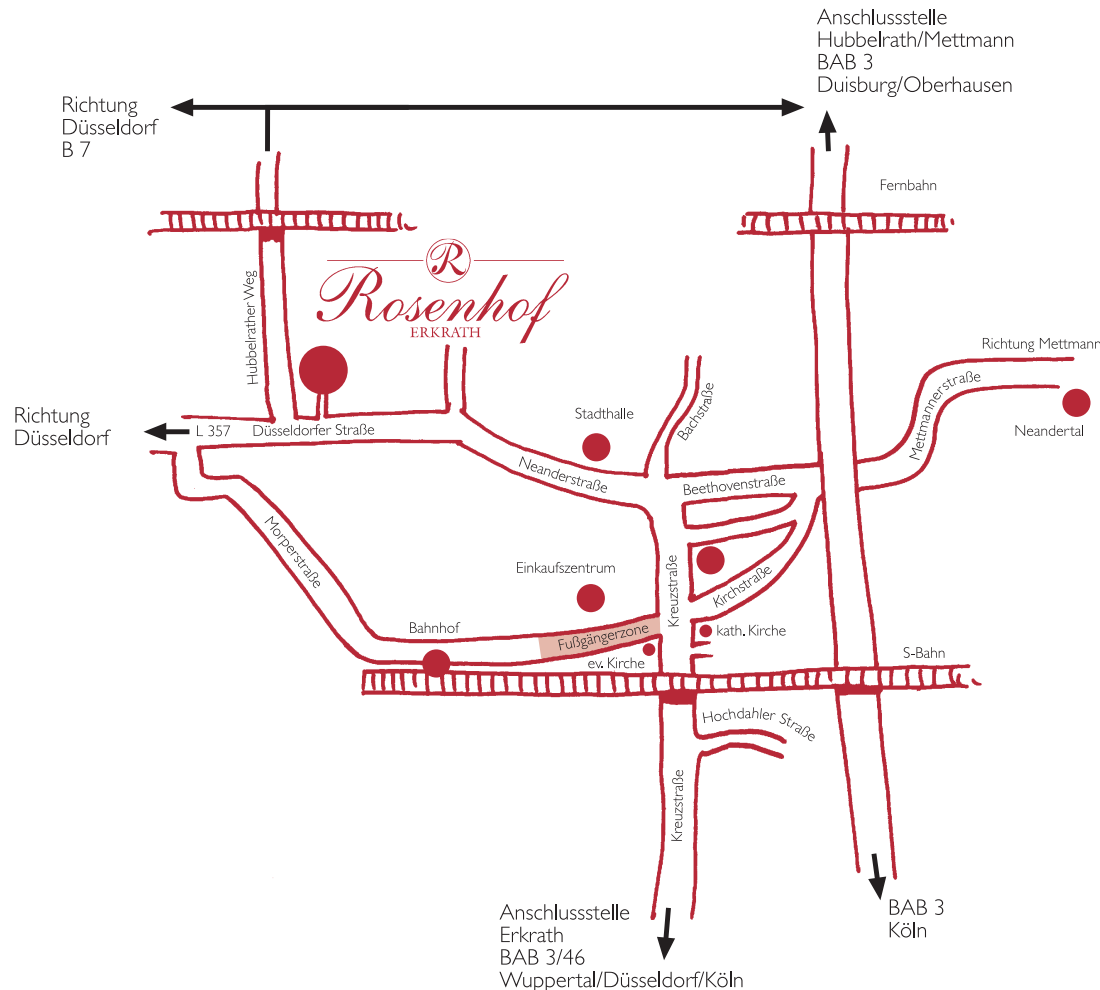 Anschlussstelle
Hubbelrath/Mettmann
BAB 3
Duisburg/Oberhausen
Richtung
Düsseldorf
B 7
Fernbahn
Hubbelrather Weg
R
Rosenhof
ERKRATH
Richtung Mettmann
Mettmannerstraße
Neandertal
Richtung
Düsseldorf
L 357
Düsseldorfer Straße
Stadthalle
Bachstraße
Neanderstraße
Beethovenstraße
Morperstraße
Einkaufszentrum
Kreuzstraße
Kirchstraße
Bahnhof
Fußgängerzone
kath. Kirche
ev. Kirche
S-Bahn
Hochdahler Straße
Kreuzstraße
Anschlussstelle
Erkrath
BAB 3/46
Wuppertal/Düsseldorf/Köln
BAB 3
Köln